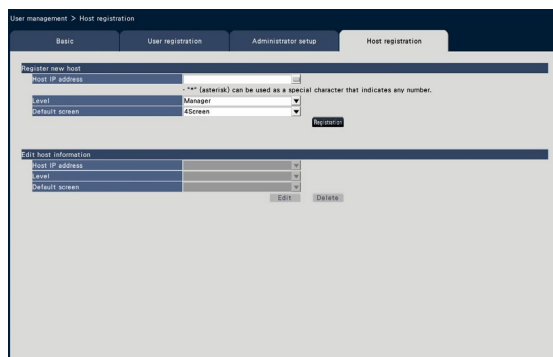 User management > Host registration
Basic
User registration
Administrator setup
Host registration
Register new host
Host IP address
- "*" (asterisk) can be used as a special character that indicates any number.
Level
Manager
Default screen
4Screen
Registration
Edit host information
Host IP address
Level
Default screen
Edit
Delete